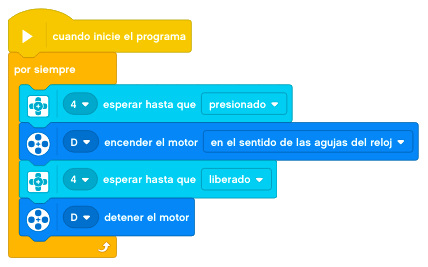 cuando inicie el programa
por siempre
4 esperar hasta que presionado
D encender el motor en el sentido de las agujas del reloj
4 esperar hasta que liberado
D detener el motor